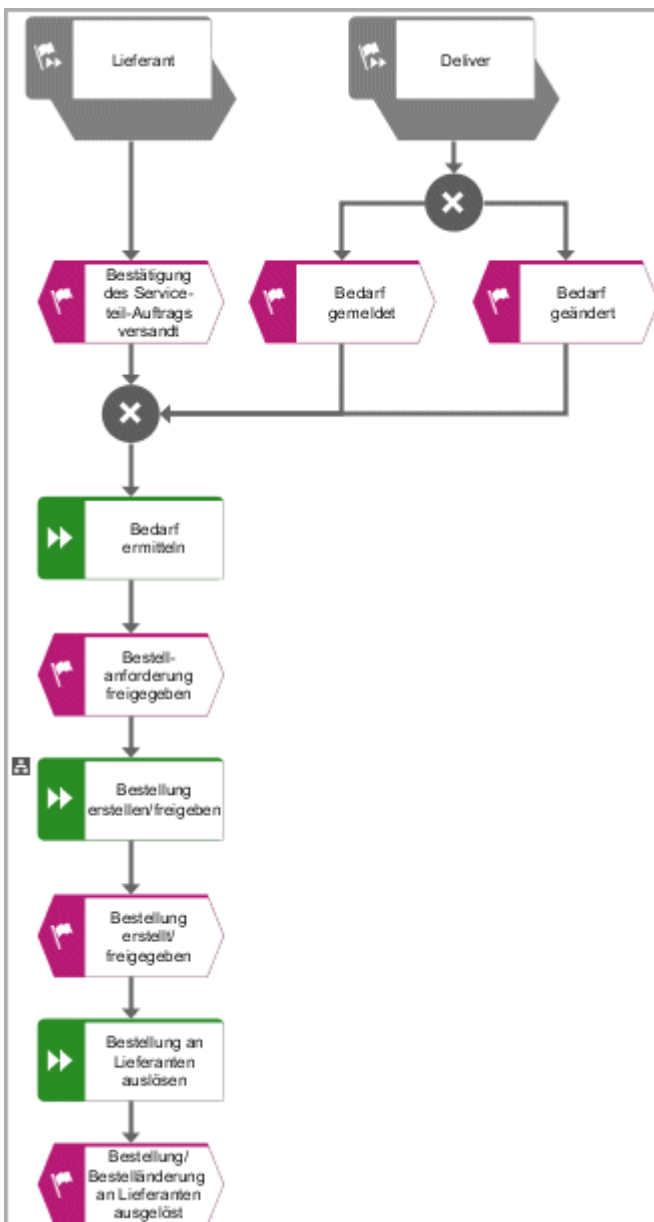 Lieferant
Deliver
Bestätigung
des Service-
teil-Auftrags
versandt
Bedarf
gemeldet
Bedarf
geändert
Bedarf
ermitteln
Bestell-
anforderung
freigegeben
Bestellung
erstellen/freigeben
Bestellung
erstellt/
freigegeben
Bestellung an
Lieferanten
auslösen
Bestellung/
Bestelländerung
an Lieferanten
ausgelöst